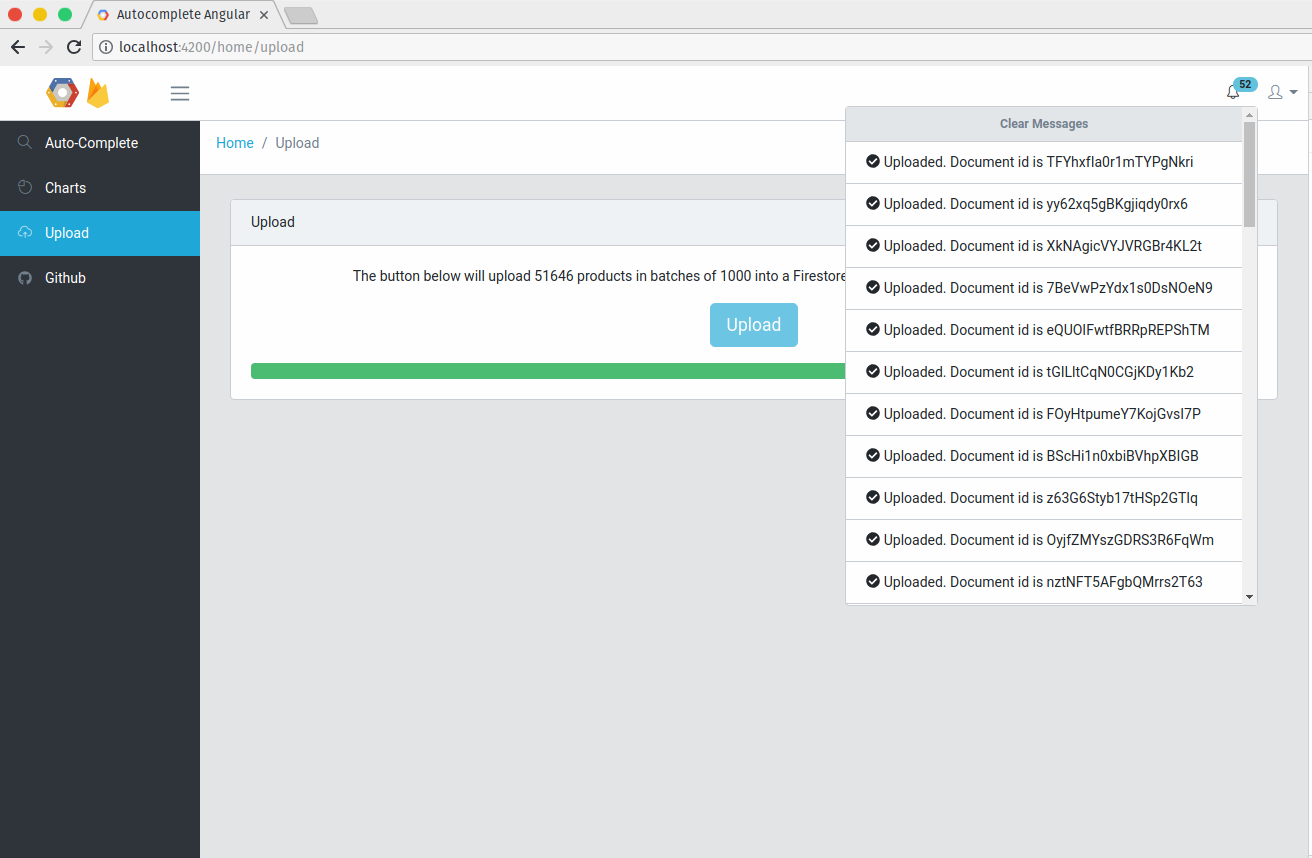 Autocomplete Angular
localhost:4200/home/upload
52
Auto-Complete
Charts
Upload
Github
Home / Upload
Upload
The button below will upload 51646 products in batches of 1000 into a Firestore
Upload
Clear Messages
Uploaded. Document id is TFYhxfIa0r1mTYPgNkri
Uploaded. Document id is yy62xq5gBKgjiqdy0rx6
Uploaded. Document id is XkNAgicVYJVRGBr4KL2t
Uploaded. Document id is 7BeVwPzYdx1s0DsNOeN9
Uploaded. Document id is eQUOIFwtfBRRpREPShTM
Uploaded. Document id is tGILltCqN0CGjKDy1Kb2
Uploaded. Document id is FOyHtpumeY7KojGvsI7P
Uploaded. Document id is BScHi1n0xbiBVhpXBIGB
Uploaded. Document id is z63G6Styb17tHSp2GTIq
Uploaded. Document id is OyjfZMYszGDRS3R6FqWm
Uploaded. Document id is nztNFT5AFgbQMrrs2T63